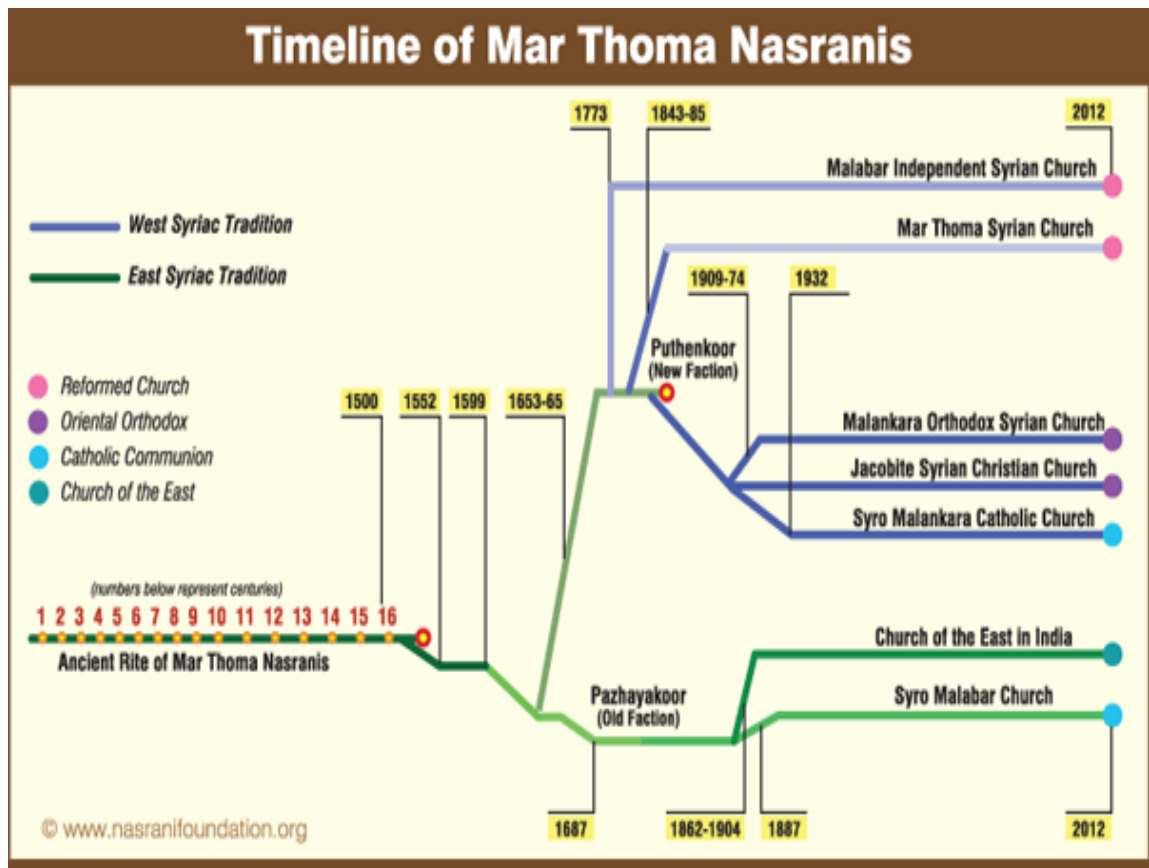 Timeline of Mar Thoma Nasranis
1773
1843-85
2012
Malabar Independent Syrian Church
West Syriac Tradition
Mar Thoma Syrian Church
East Syriac Tradition
1909-74
1932
Puthenkoor
(New Faction)
Reformed Church
Oriental Orthodox
Catholic Communion
Church of the East
1500
1552
1599
1653-65
Malankara Orthodox Syrian Church
Jacobite Syrian Christian Church
Syro Malankara Catholic Church
(numbers below represent centuries)
1 2 3 4 5 6 7 8 9 10 11 12 13 14 15 16
Ancient Rite of Mar Thoma Nasranis
Church of the East in India
Pazhayakoor
(Old Faction)
Syro Malabar Church
© www.nasranifoundation.org
1687
1862-1904
1887
2012